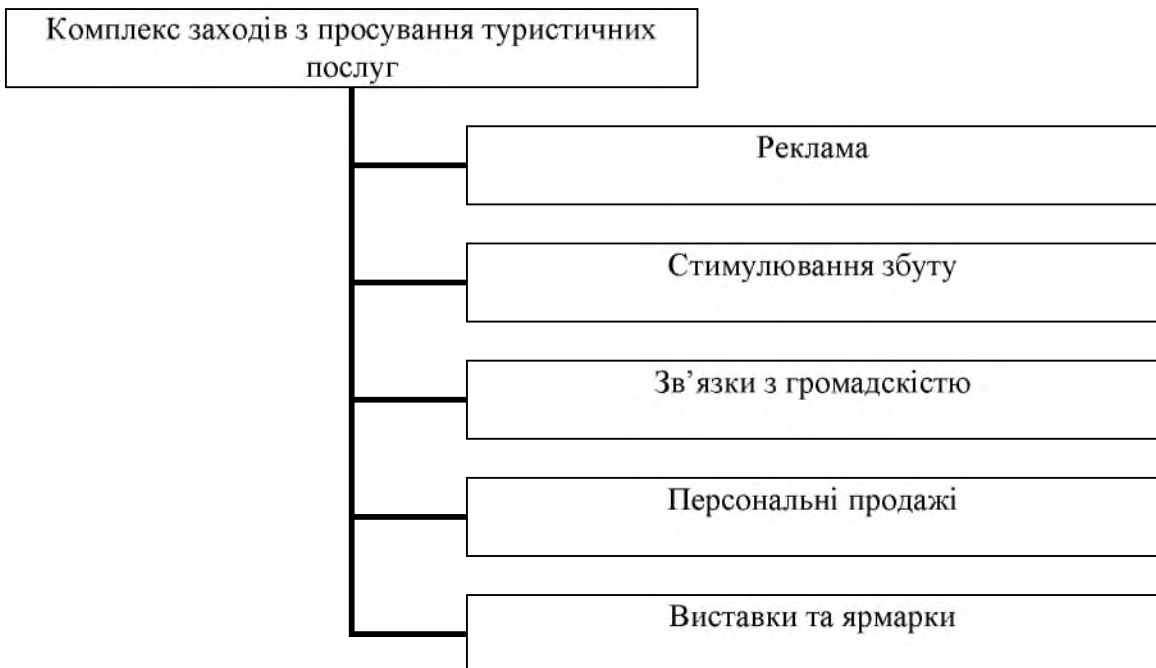 Комплекс заходів з просування туристичних
послуг
Реклама
Стимулювання збуту
Зв’язки з громадскістю
Персональні продажі
Виставки та ярмарки